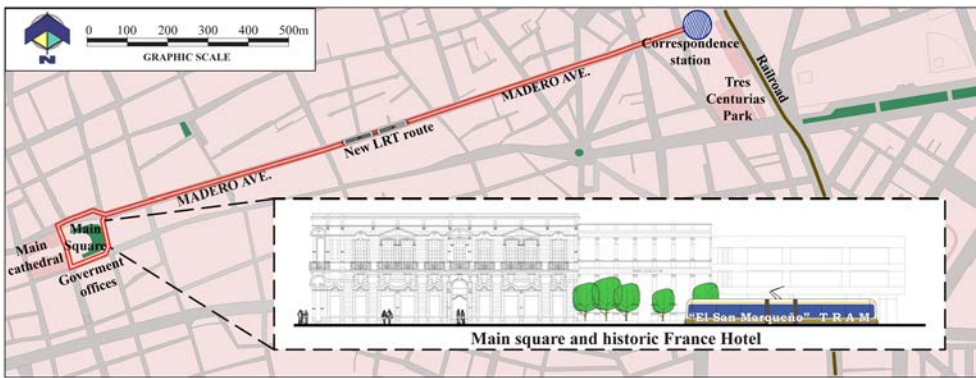 0 100 200 300 400 500m
GRAPHIC SCALE
N
Correspondence
station
Railroad
Tres
Centurias
Park
MADERO AVE.
New LRT route
MADERO AVE.
Main
Square
Main
cathedral
Goverment
offices
"El San Marqueño" TRAM
Main square and historic France Hotel